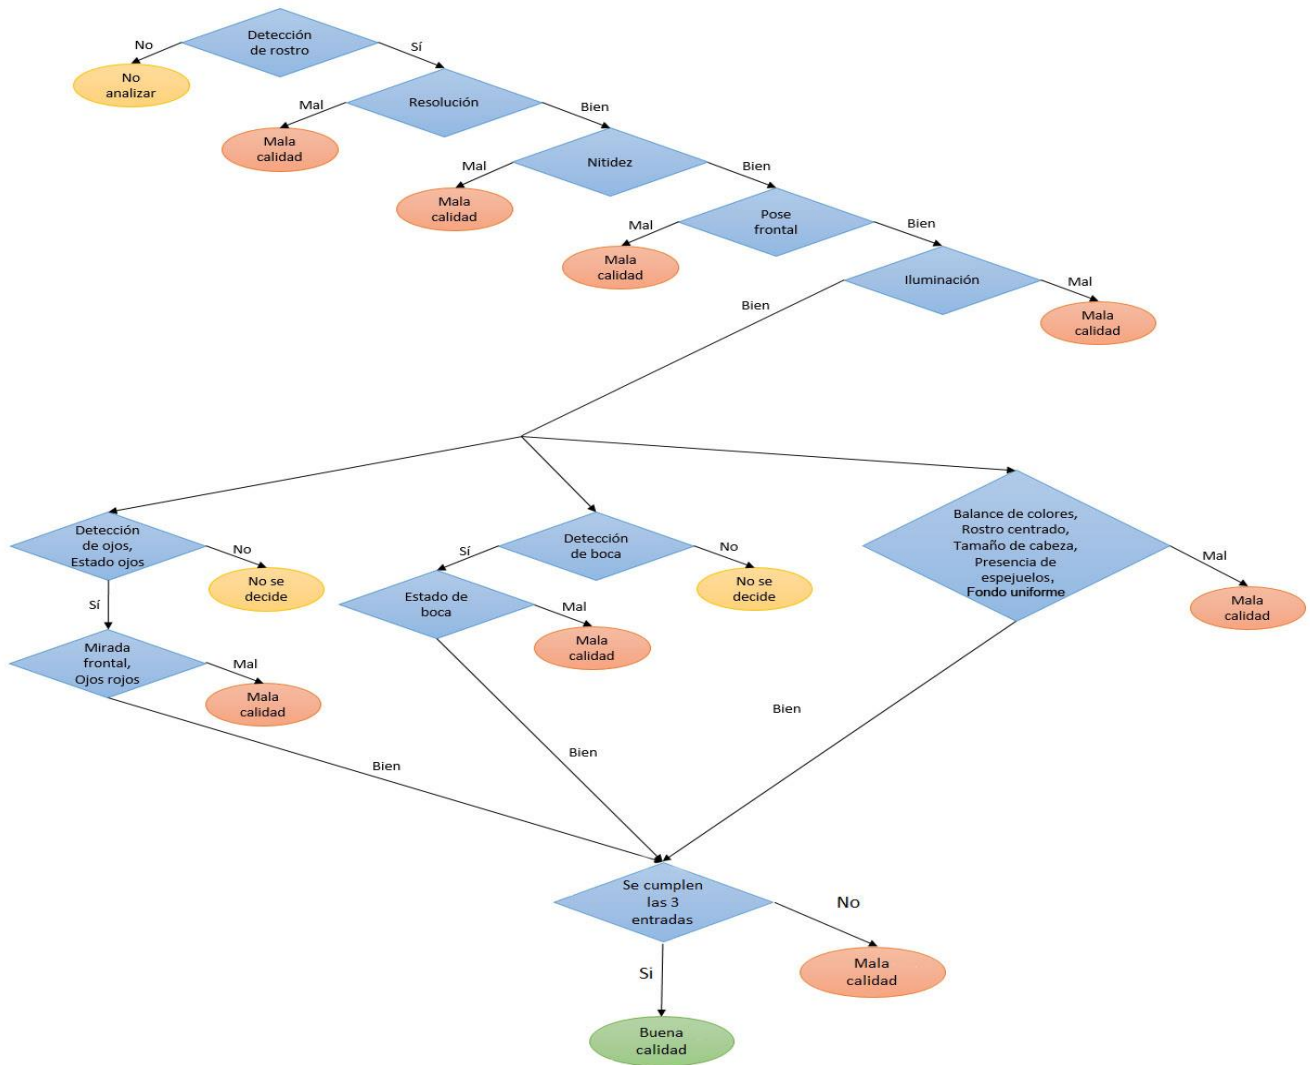 Detección
de rostro
No
Sí
No
analizar
Resolución
Mal
Bien
Mala
calidad
Nitidez
Mal
Bien
Mala
calidad
Pose
frontal
Mal
Bien
Mala
calidad
Iluminación
Bien
Mal
Mala
calidad
Detección
de ojos,
Estado ojos
No
No se
decide
Sí
Mirada
frontal,
Ojos rojos
Mal
Mala
calidad
Bien
Detección
de boca
Sí
No
No se
decide
Estado de
boca
Mal
Mala
calidad
Bien
Balance de colores,
Rostro centrado,
Tamaño de cabeza,
Presencia de
espejuelos,
Fondo uniforme
Mal
Mala
calidad
Bien
Se cumplen
las 3
entradas
No
Mala
calidad
Si
Buena
calidad